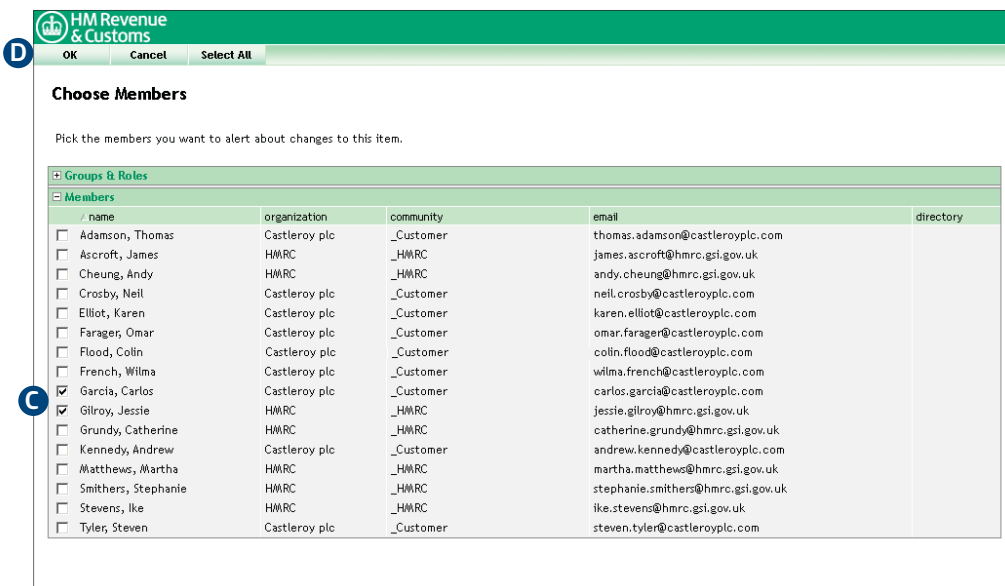 HM Revenue
& Customs
D
OK Cancel Select All
Choose Members
Pick the members you want to alert about changes to this item.
Groups & Roles
Members
name organization community email directory
Adamson, Thomas Castleroy plc _Customer thomas.adamson@castleroyplc.com
Ascroft, James HMRC _HMRC james.ascroft@hmrc.gsi.gov.uk
Cheung, Andy HMRC _HMRC andy.cheung@hmrc.gsi.gov.uk
Crosby, Neil Castleroy plc _Customer neil.crosby@castleroyplc.com
Elliot, Karen Castleroy plc _Customer karen.elliot@castleroyplc.com
Farager, Omar Castleroy plc _Customer omar.farager@castleroyplc.com
Flood, Colin Castleroy plc _Customer colin.flood@castleroyplc.com
French, Wilma Castleroy plc _Customer wilma.french@castleroyplc.com
Garcia, Carlos Castleroy plc _Customer carlos.garcia@castleroyplc.com
C
Gilroy, Jessie HMRC _HMRC jessie.gilroy@hmrc.gsi.gov.uk
Grundy, Catherine HMRC _HMRC catherine.grundy@hmrc.gsi.gov.uk
Kennedy, Andrew Castleroy plc _Customer andrew.kennedy@castleroyplc.com
Matthews, Martha HMRC _HMRC martha.matthews@hmrc.gsi.gov.uk
Smithers, Stephanie HMRC _HMRC stephanie.smithers@hmrc.gsi.gov.uk
Stevens, Ike HMRC _HMRC ike.stevens@hmrc.gsi.gov.uk
Tyler, Steven Castleroy plc _Customer steven.tyler@castleroyplc.com